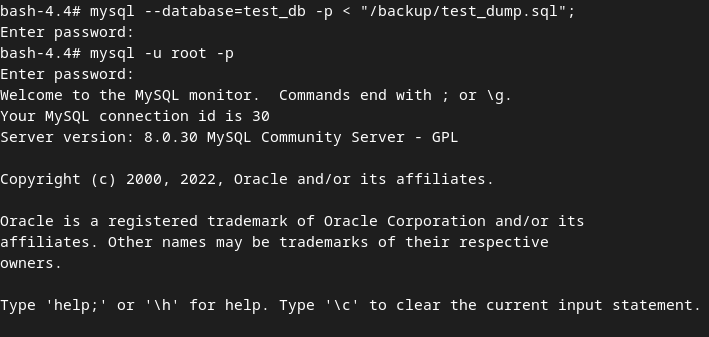 bash-4.4# mysql --database=test_db -p < "/backup/test_dump.sql";
Enter password:
bash-4.4# mysql -u root -p
Enter password:
Welcome to the MySQL monitor.  Commands end with ; or \g.
Your MySQL connection id is 30
Server version: 8.0.30 MySQL Community Server - GPL

Copyright (c) 2000, 2022, Oracle and/or its affiliates.

Oracle is a registered trademark of Oracle Corporation and/or its
affiliates. Other names may be trademarks of their respective
owners.

Type 'help;' or '\h' for help. Type '\c' to clear the current input statement.